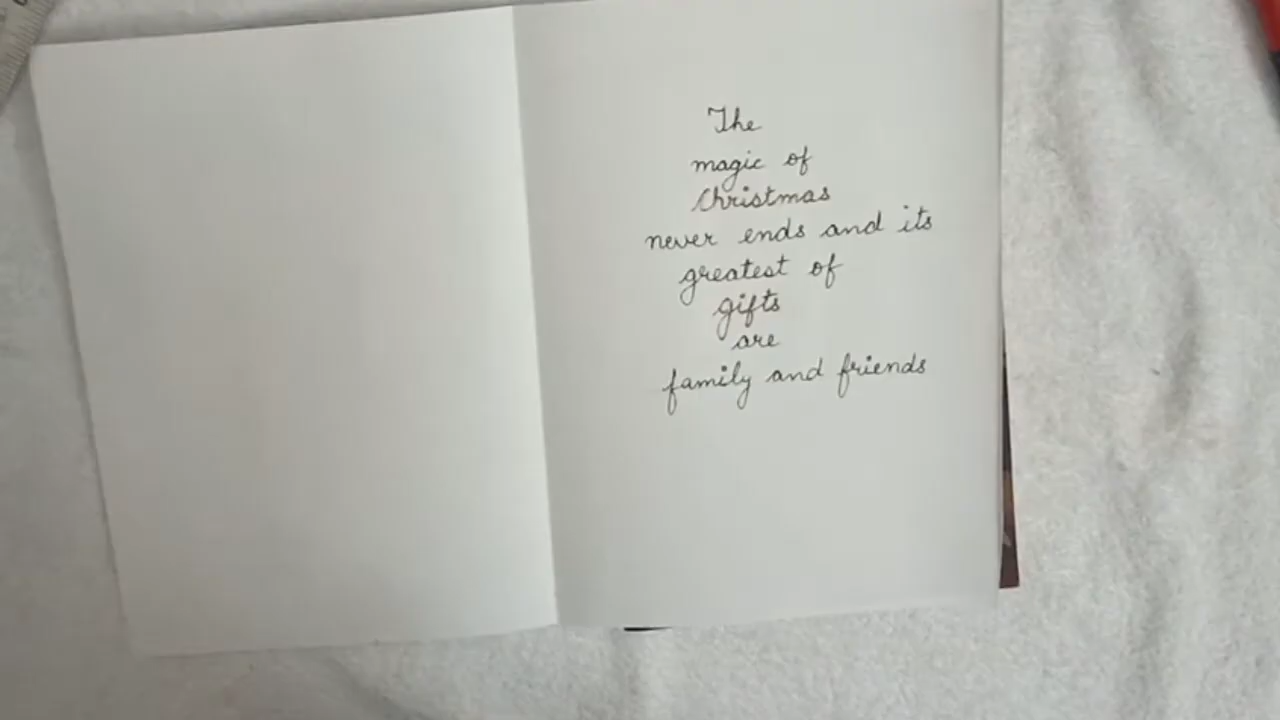 The
magic of
Christmas
never ends and its
greatest of
gifts
are
family and friends